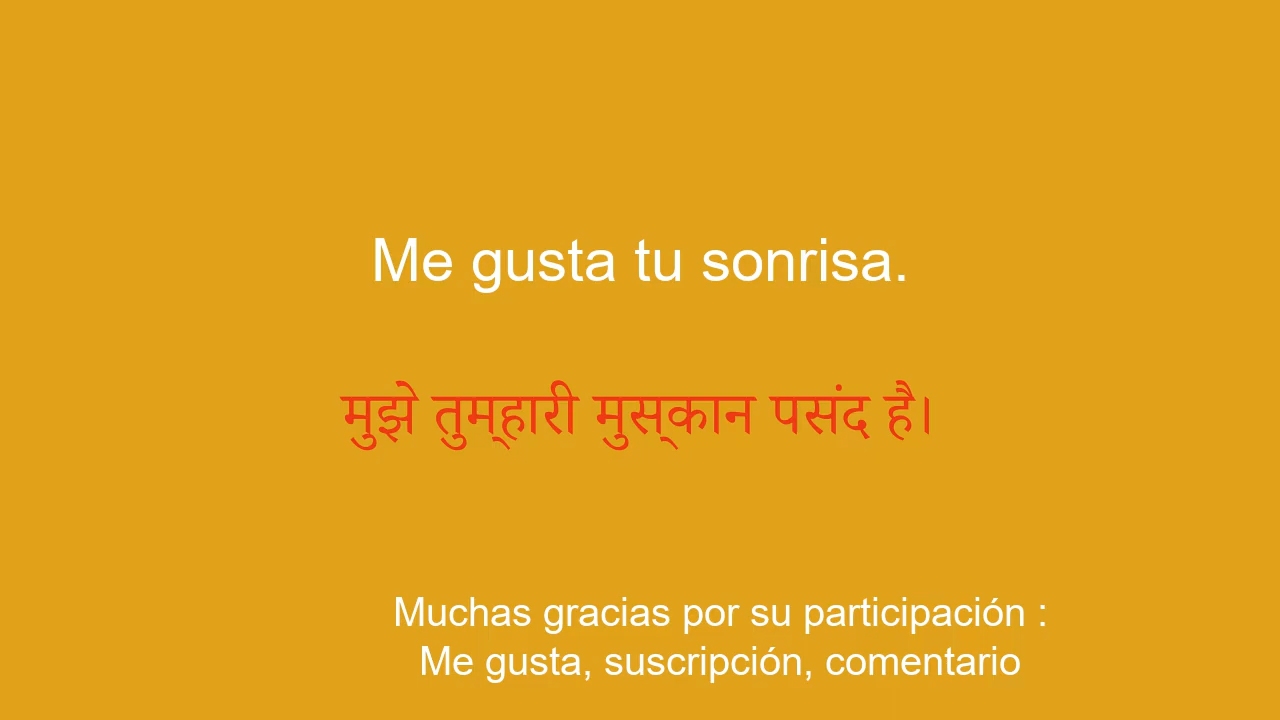 Me gusta tu sonrisa.
मुझे तुम्हारी मुस्कान पसंद है।
Muchas gracias por su participación :
Me gusta, suscripción, comentario